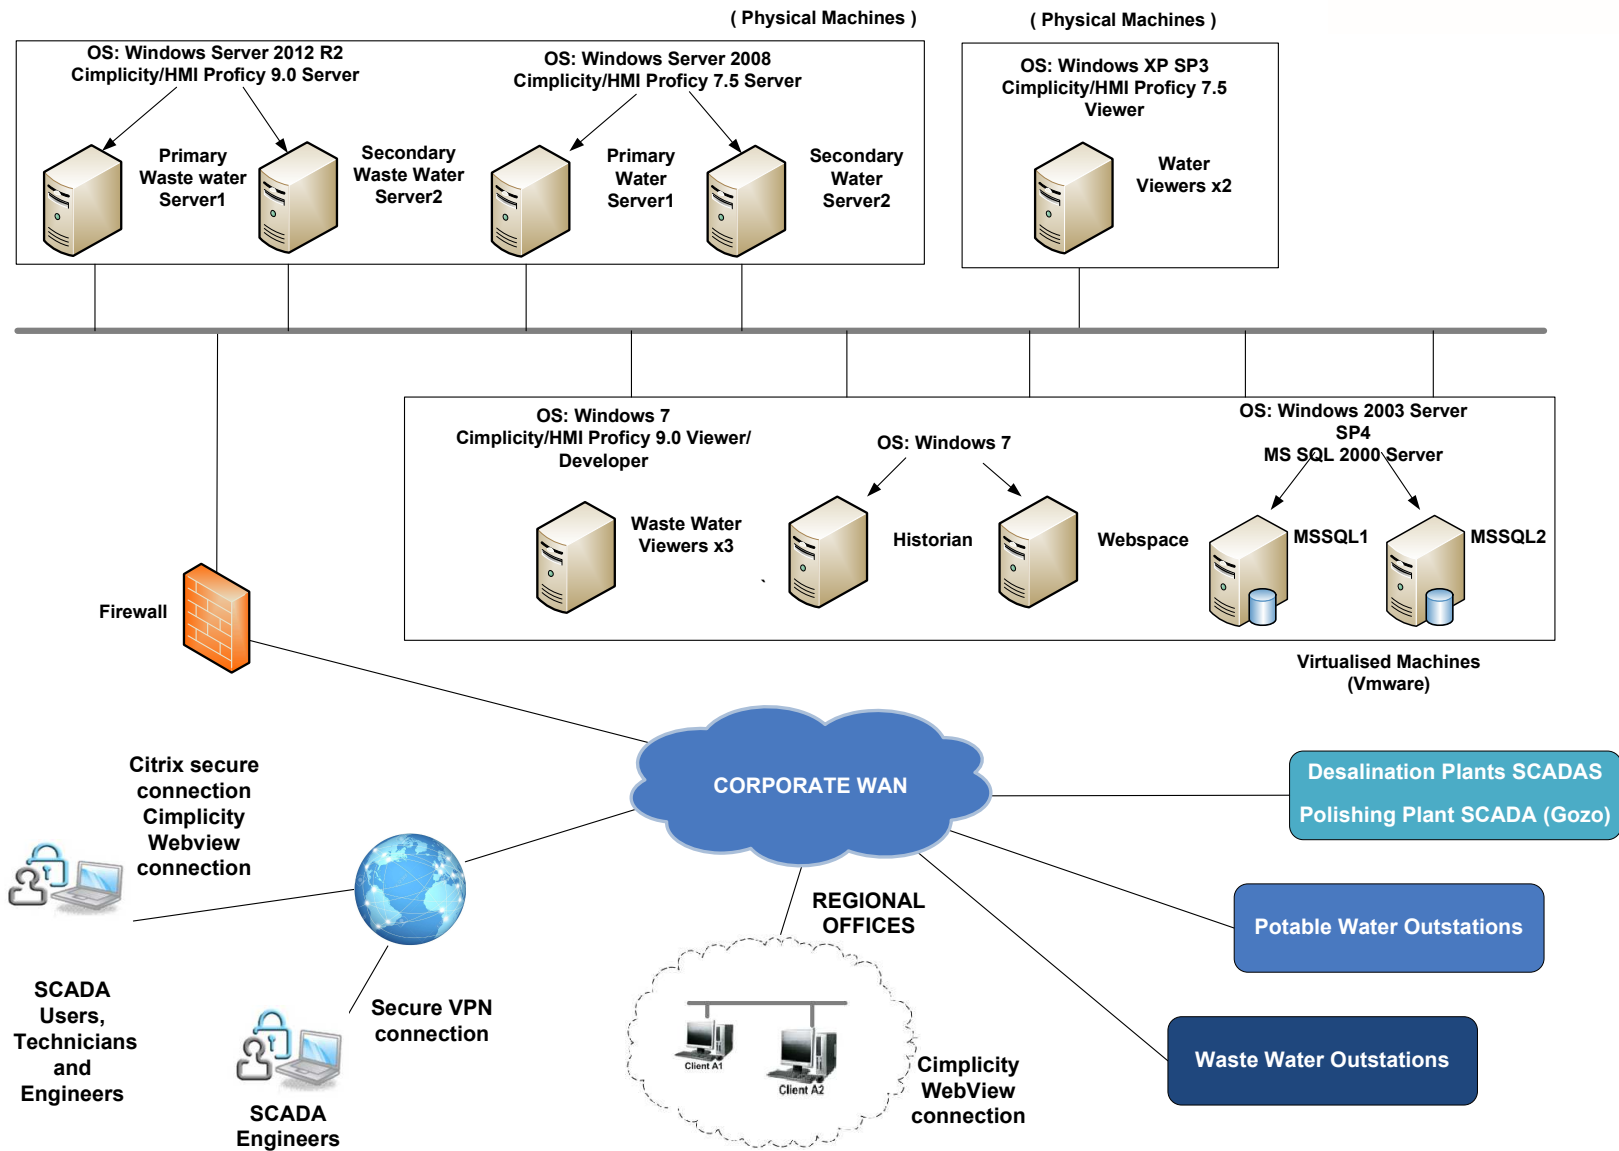 ( Physical Machines )
( Physical Machines )
OS: Windows Server 2012 R2
Cimplicity/HMI Proficy 9.0 Server
OS: Windows Server 2008
Cimplicity/HMI Proficy 7.5 Server
OS: Windows XP SP3
Cimplicity/HMI Proficy 7.5
Viewer
Primary
Waste water
Server1
Secondary
Waste Water
Server2
Primary
Water
Server1
Secondary
Water
Server2
Water
Viewers x2
OS: Windows 7
Cimplicity/HMI Proficy 9.0 Viewer/
Developer
OS: Windows 7
OS: Windows 2003 Server
SP4
MS SQL 2000 Server
Waste Water
Viewers x3
Historian
Webspace
MSSQL1
MSSQL2
Firewall
Virtualised Machines
(Vmware)
CORPORATE WAN
Desalination Plants SCADAS
Polishing Plant SCADA (Gozo)
Citrix secure
connection
Cimplicity
Webview
connection
Potable Water Outstations
REGIONAL
OFFICES
SCADA
Users,
Technicians
and
Engineers
Secure VPN
connection
SCADA
Engineers
Client A1
Client A2
Cimplicity
WebView
connection
Waste Water Outstations